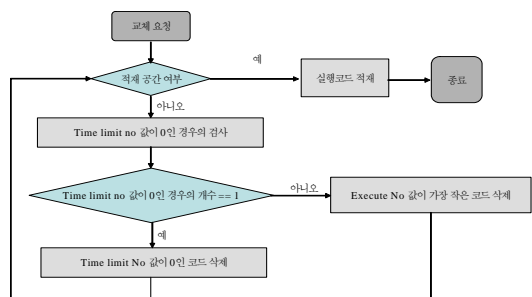 교체 요청
예
적재 공간 여부
실행코드 적재
종료
아니오
Time limit no 값이 0인 경우의 검사
Time limit no 값이 0인 경우의 개수 == 1
아니오
Execute No 값이 가장 작은 코드 삭제
예
Time limit No 값이 0인 코드 삭제